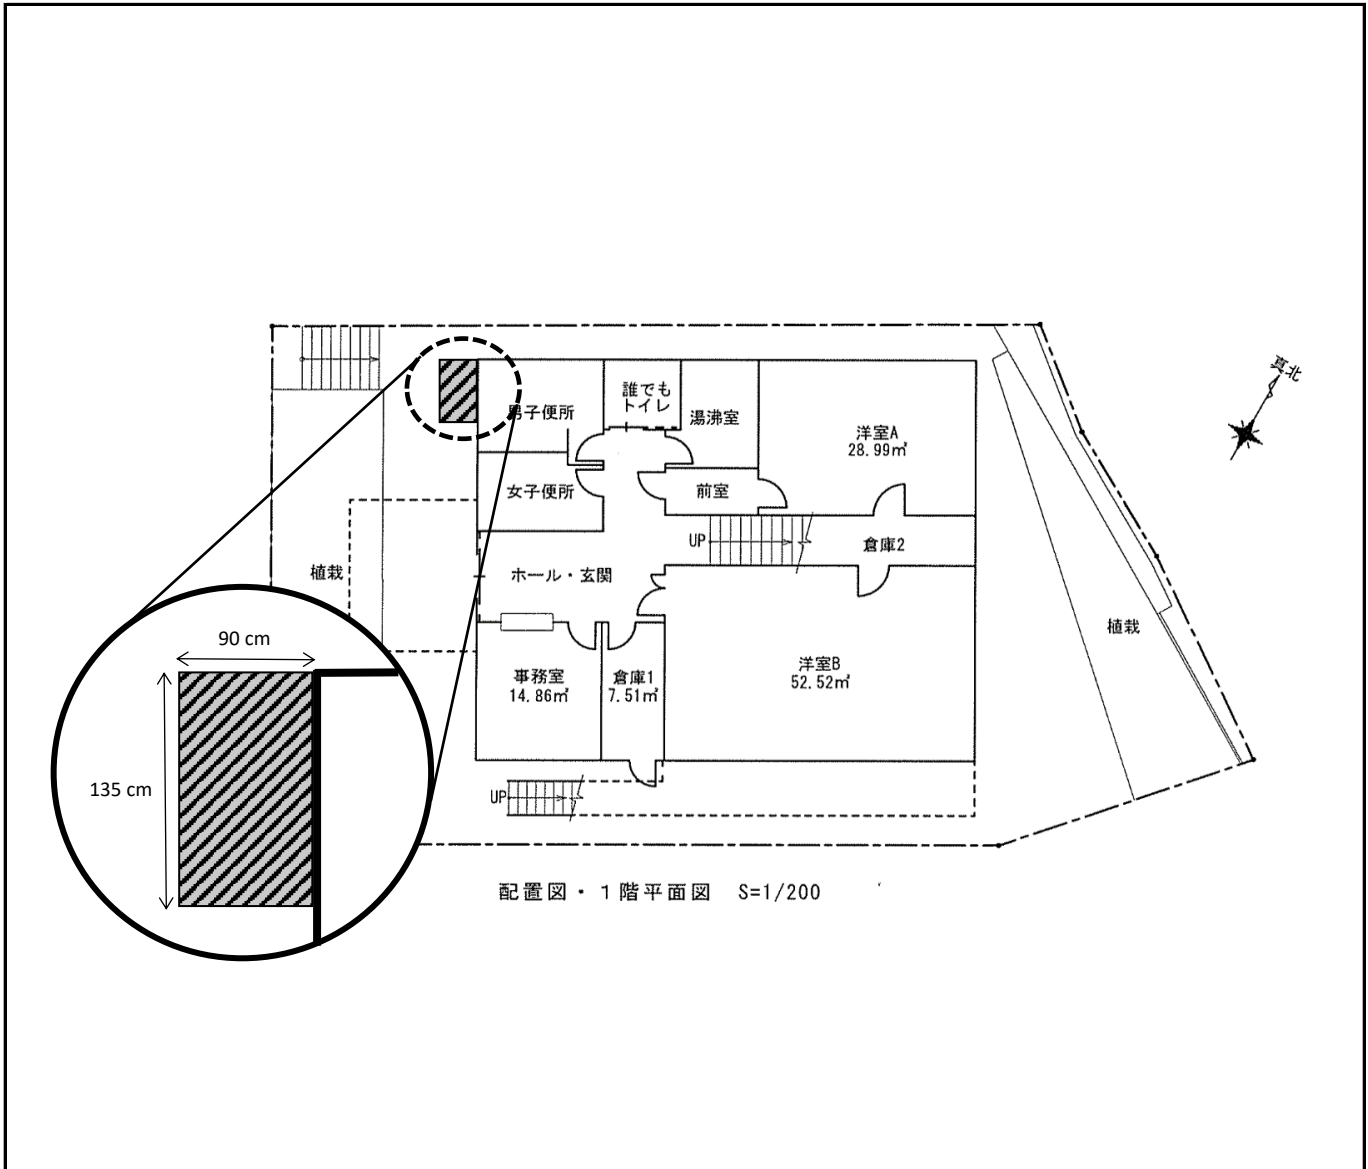 真北
誰でも
トイレ
男子便所
湯沸室
洋室A
28.99㎡
女子便所
前室
UP
倉庫2
植栽
ホール・玄関
植栽
90 cm
事務室
14.86㎡
倉庫1
7.51㎡
洋室B
52.52㎡
135 cm
UP
配置図・1階平面図 S=1/200